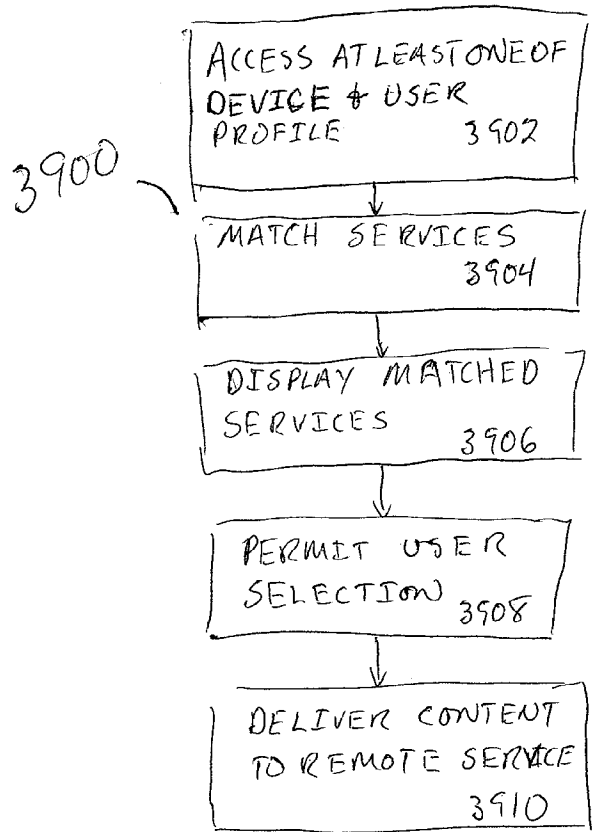 ACCESS AT LEAST ONE OF
DEVICE & USER
PROFILE 3902
3900
MATCH SERVICES
3904
DISPLAY MATCHED
SERVICES
3906
PERMIT USER
SELECTION 3908
DELIVER CONTENT
TO REMOTE SERVICE
3910